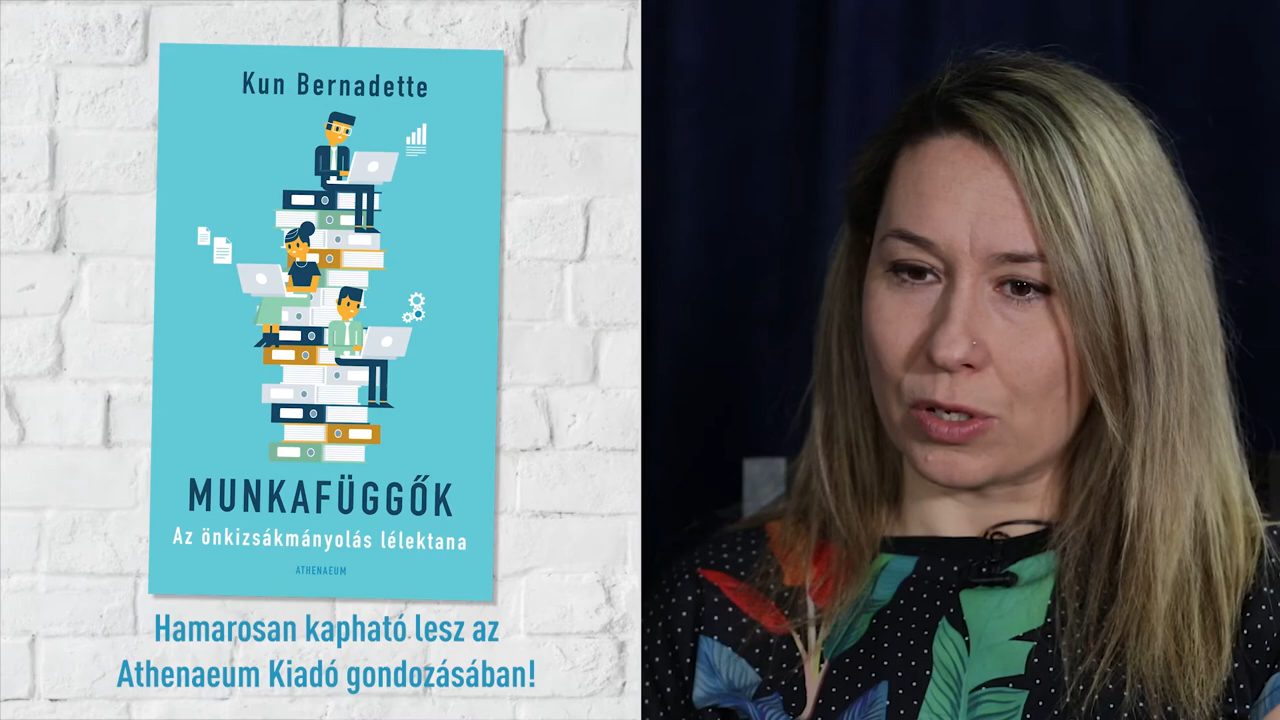 Kun Bernadette
MUNKAFÜGGŐK
Az önkizsákmányolás lélektana
ATHENAEUM
Hamarosan kapható lesz az
Athenaeum Kiadó gondozásában!